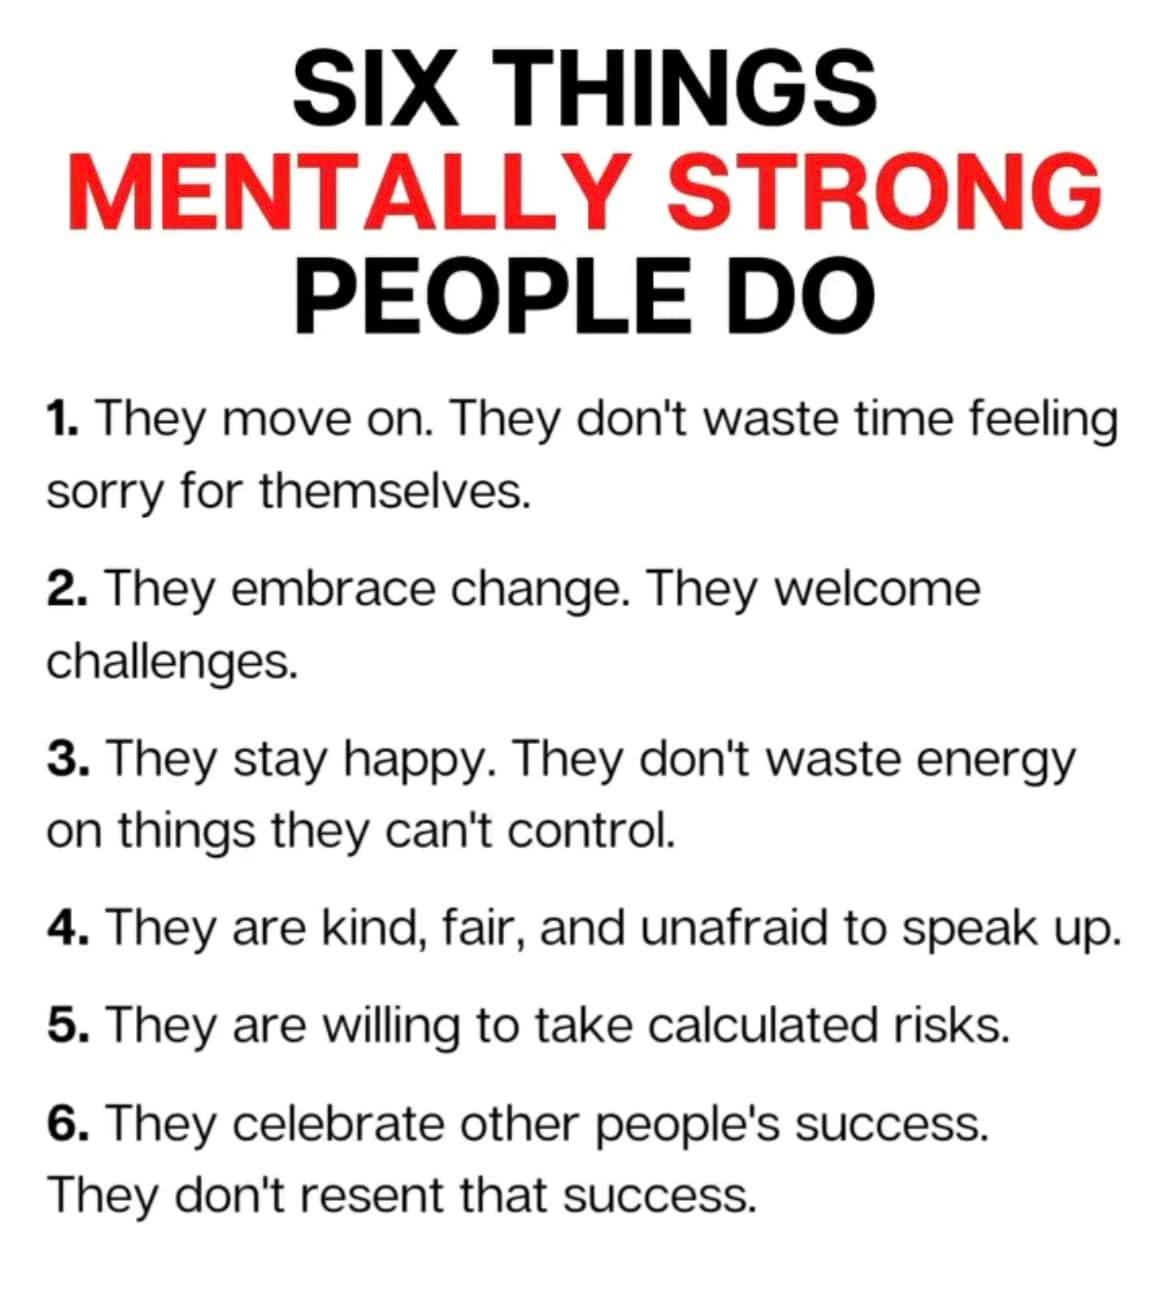 SIX THINGS
MENTALLY STRONG
PEOPLE DO
1. They move on. They don't waste time feeling
sorry for themselves.
2. They embrace change. They welcome
challenges.
3. They stay happy. They don't waste energy
on things they can't control.
4. They are kind, fair, and unafraid to speak up.
5. They are willing to take calculated risks.
6. They celebrate other people's success.
They don't resent that success.